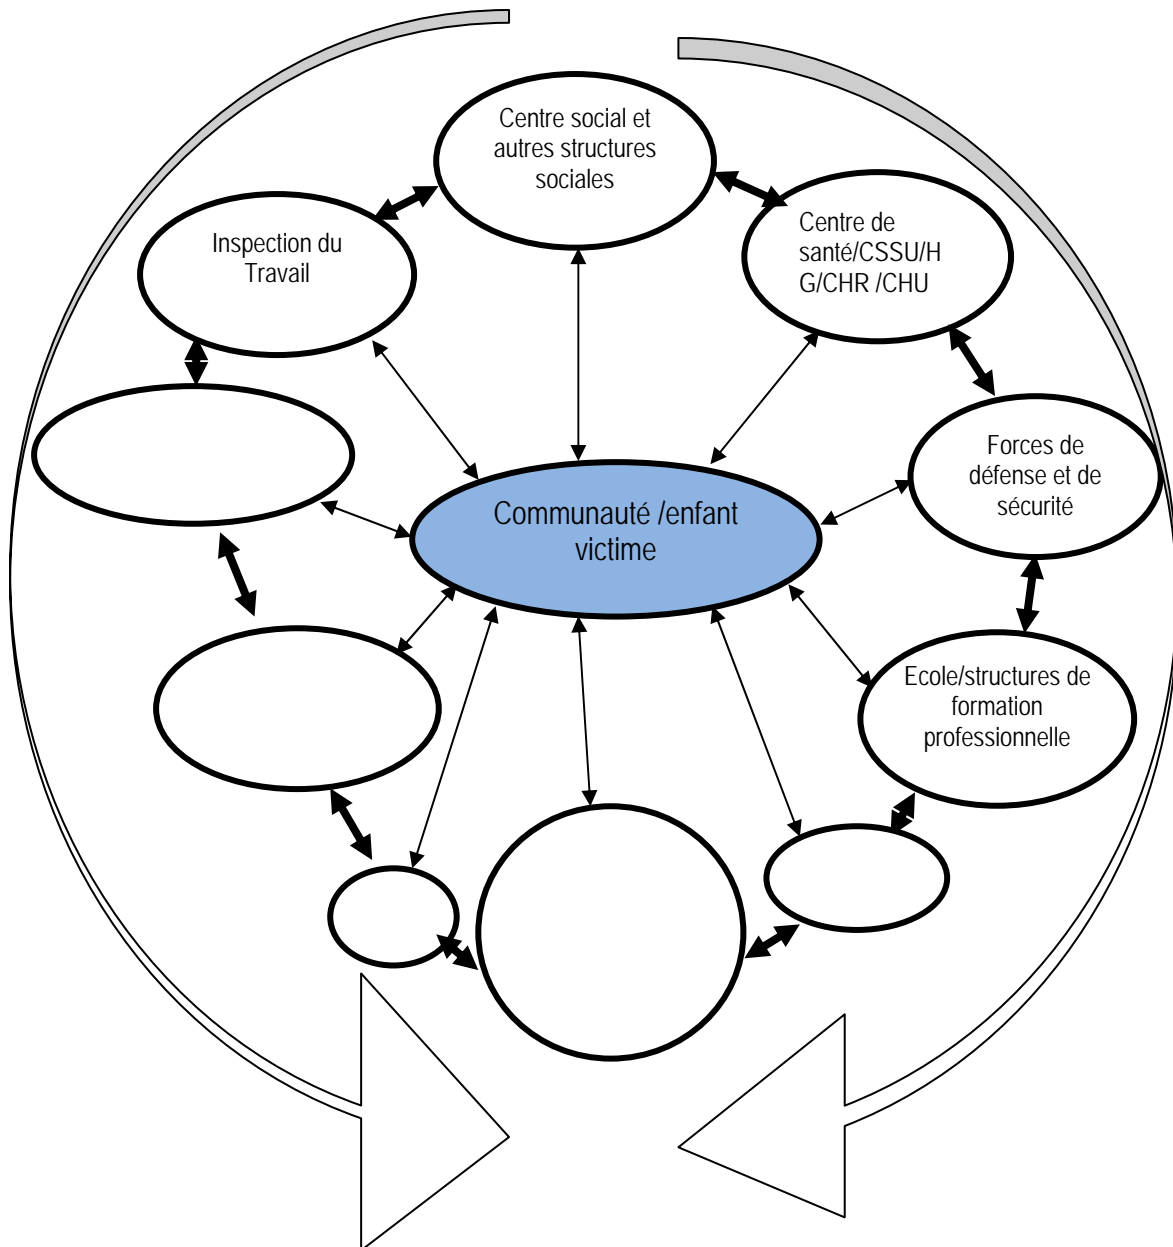 Centre social et
autres structures
sociales
Inspection du
Travail
Centre de
santé/CSSU/H
G/CHR /CHU
Forces de
défense et de
sécurité
Communauté /enfant
victime
Ecole/structures de
formation
professionnelle